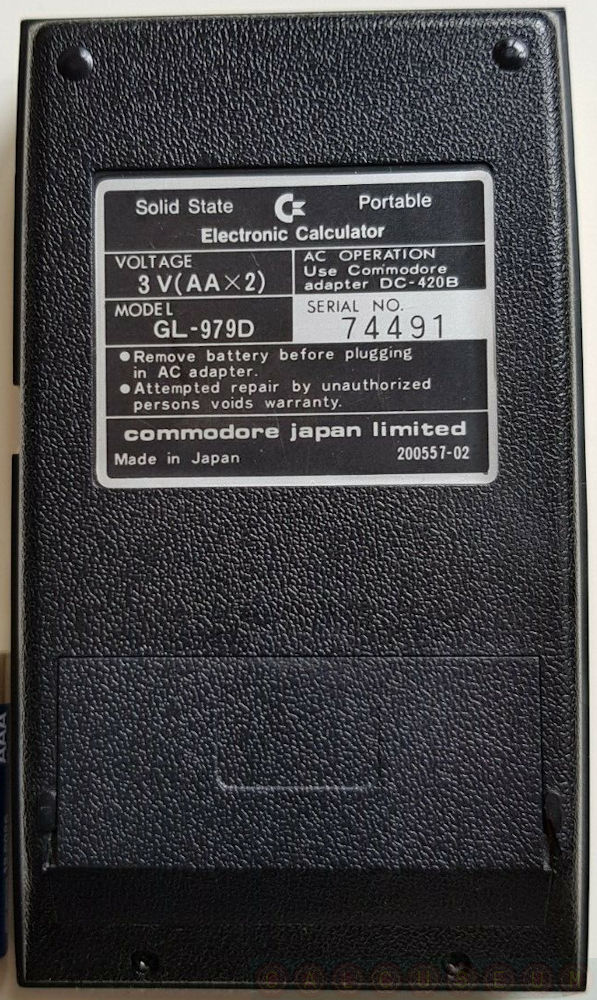 Solid State Portable
Electronic Calculator
VOLTAGE
3 V(AA×2)
AC OPERATION
Use Commodore
adapter DC-420B
MODEL
GL-979D
SERIAL NO.
74491
●Remove battery before plugging
in AC adapter.
●Attempted repair by unauthorized
persons voids warranty.
commodore japan limited
Made in Japan 200557-02
AAA